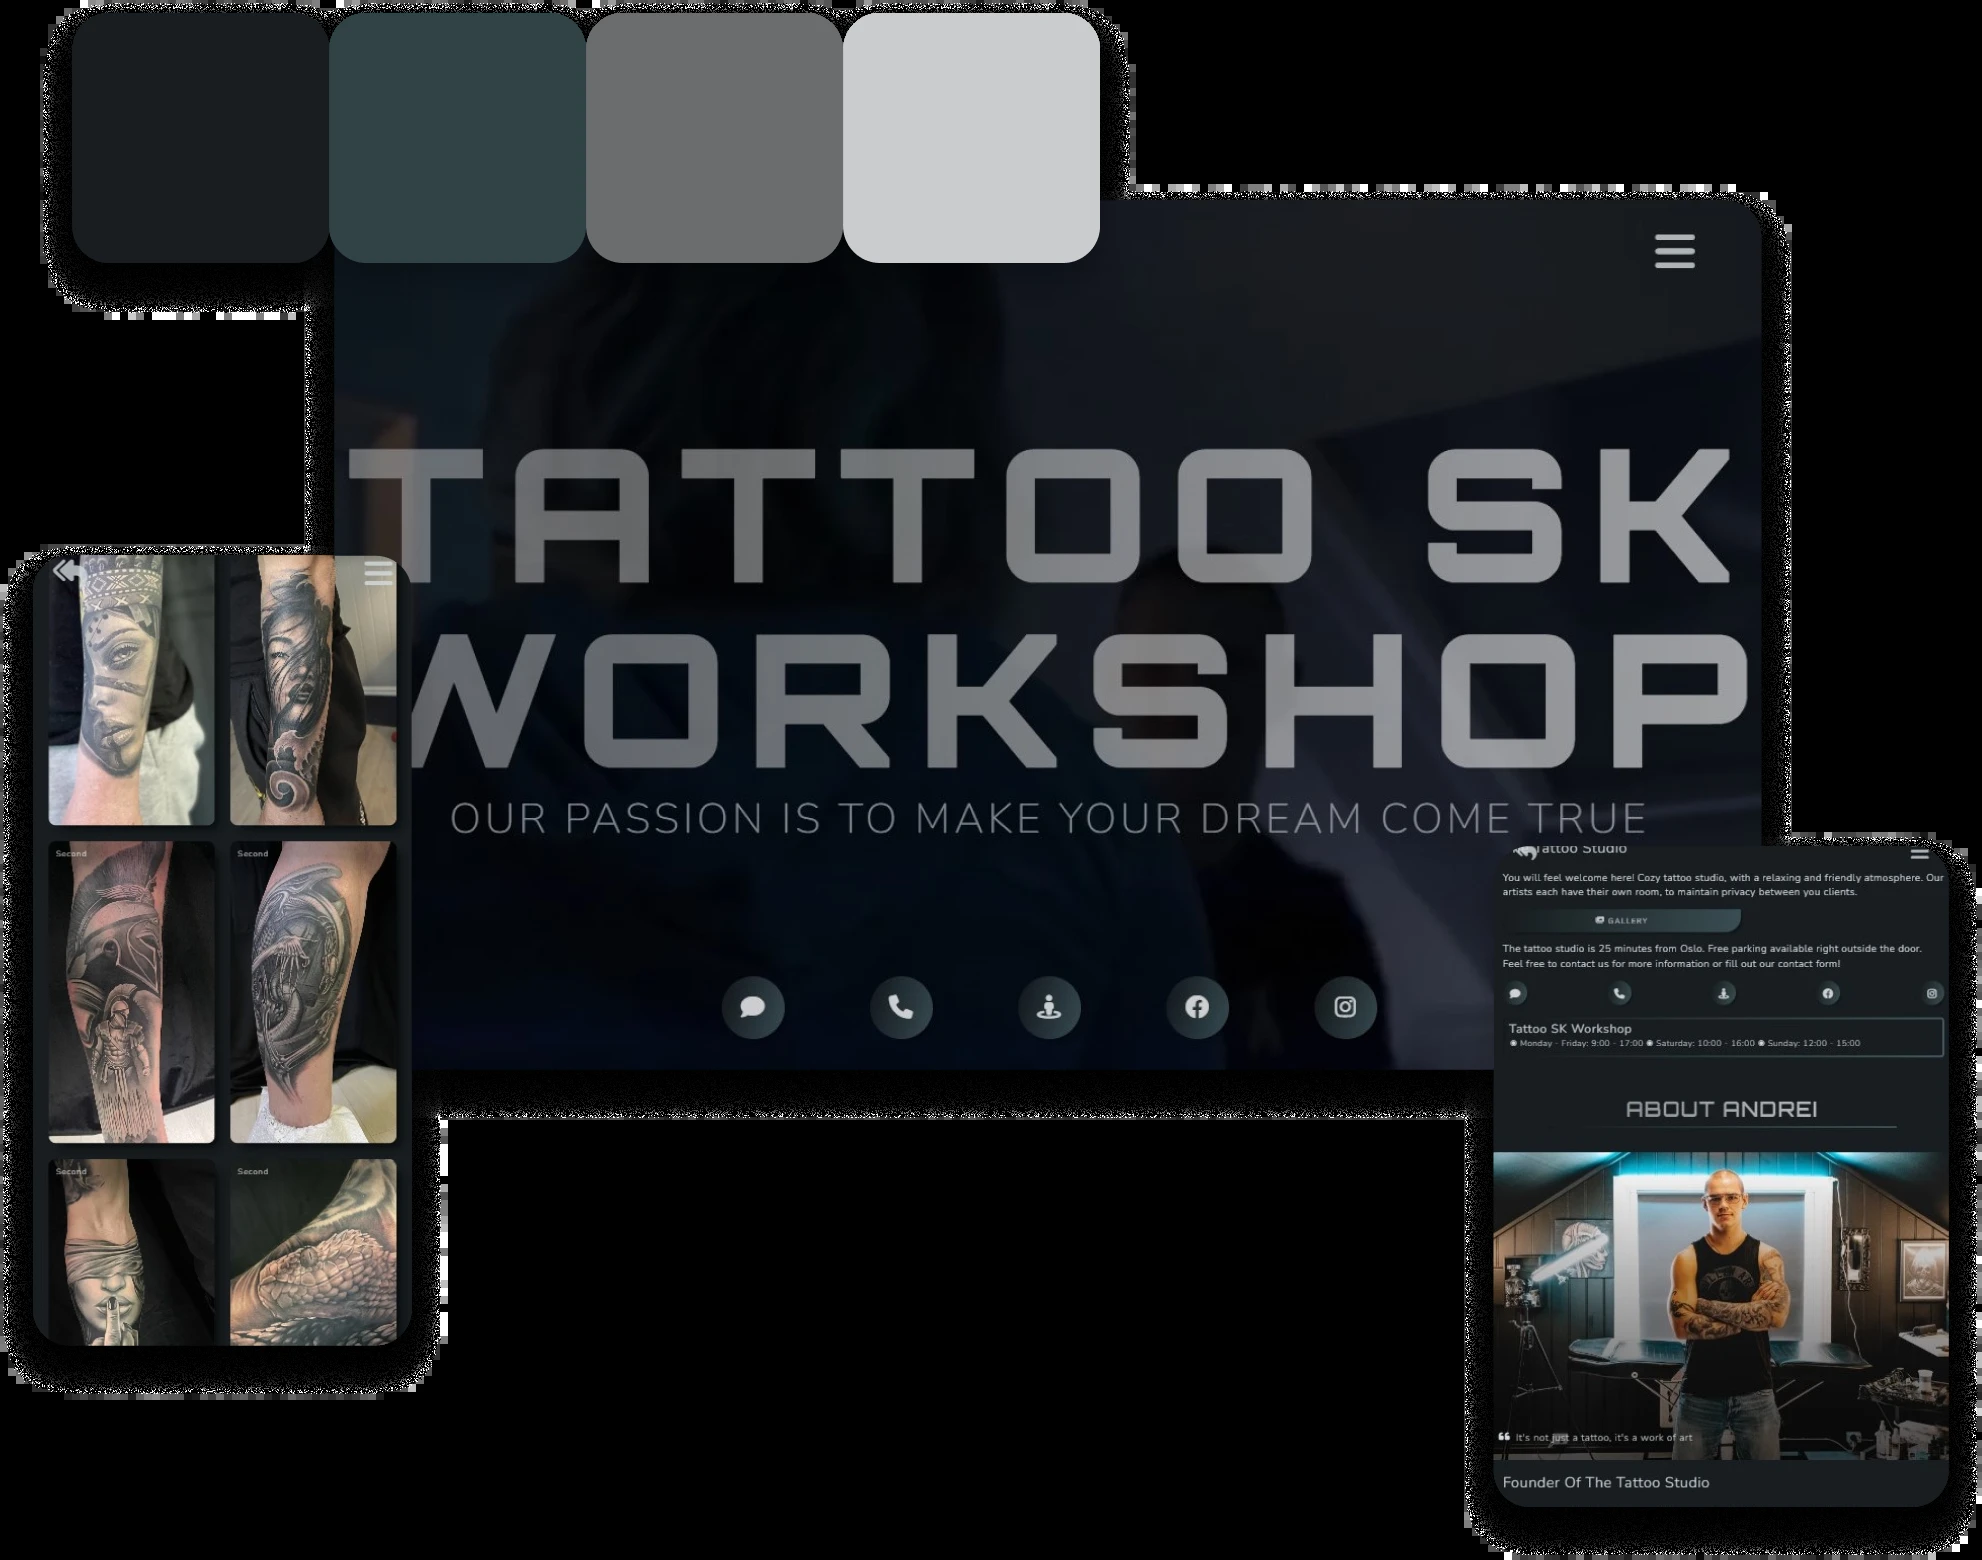 TATTOO SK
WORKSHOP
OUR PASSION IS TO MAKE YOUR DREAM COME TRUE
Second
Second
Second
Second
Tattoo Studio
You will feel welcome here! Cozy tattoo studio, with a relaxing and friendly atmosphere. Our
artists each have their own room, to maintain privacy between you clients.
GALLERY
The tattoo studio is 25 minutes from Oslo. Free parking available right outside the door.
Feel free to contact us for more information or fill out our contact form!
Tattoo SK Workshop
Monday - Friday: 9:00 - 17:00 Saturday: 10:00 - 16:00 Sunday: 12:00 - 15:00
ABOUT ANDREI
It's not just a tattoo, it's a work of art
Founder Of The Tattoo Studio